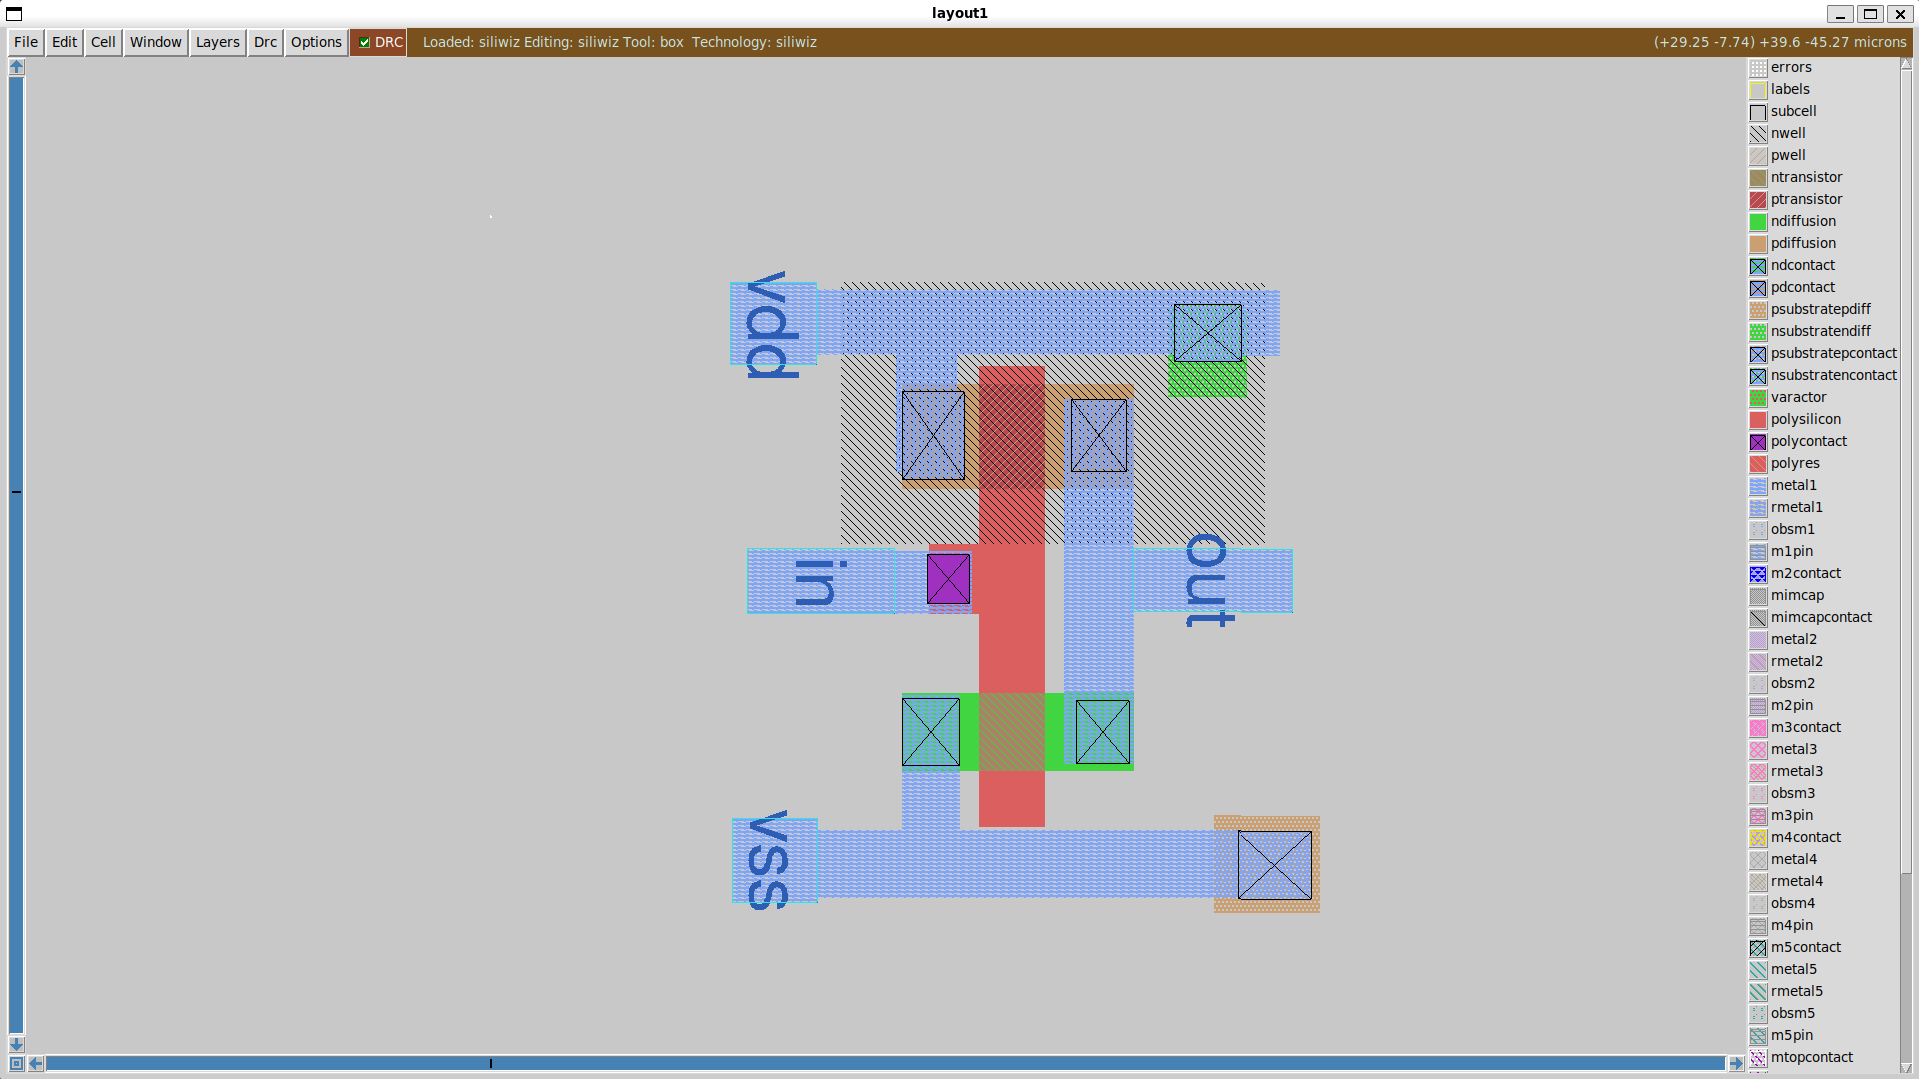 layout1
File Edit Cell Window Layers Drc Options DRC Loaded: siliwiz Editing: siliwiz Tool: box Technology: siliwiz (+29.25 -7.74) +39.6 -45.27 microns
errors
labels
subcell
nwell
pwell
ntransistor
ptransistor
ndiffusion
pdiffusion
ndcontact
pdcontact
psubstratepdiff
nsubstratendiff
psubstratepcontact
nsubstratencontact
varactor
polysilicon
polycontact
polyres
metal1
rmetal1
obsm1
m1pin
m2contact
mimcap
mimcapcontact
metal2
rmetal2
obsm2
m2pin
m3contact
metal3
rmetal3
obsm3
m3pin
m4contact
metal4
rmetal4
obsm4
m4pin
m5contact
metal5
rmetal5
obsm5
m5pin
mtopcontact
vdd
in
out
vss